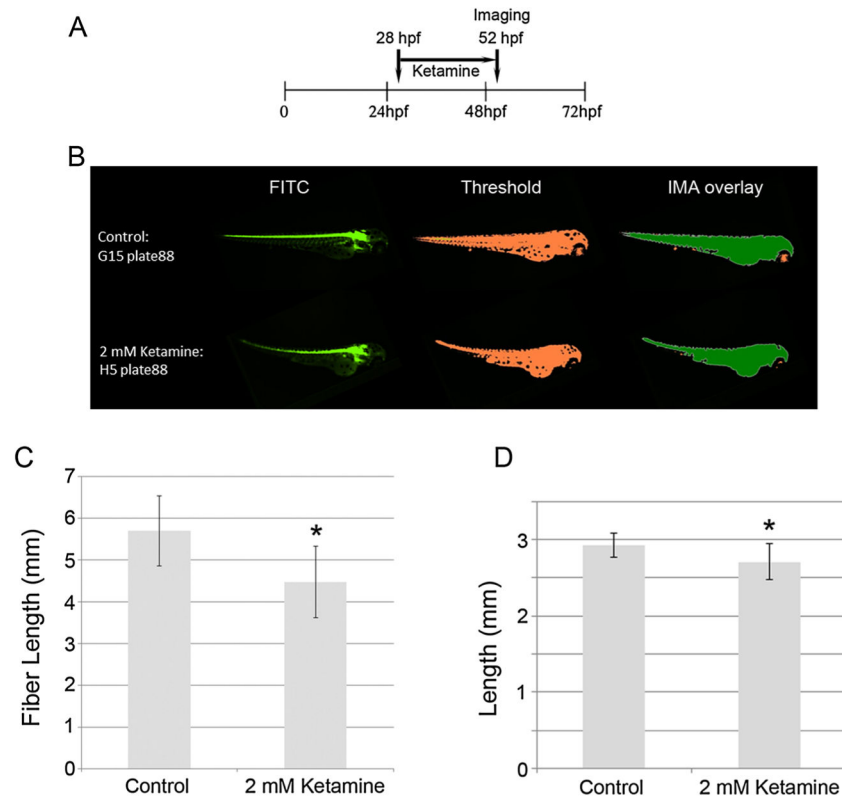 A
Imaging
28 hpf 52 hpf
Ketamine
0 24hpf 48hpf 72hpf
B
FITC Threshold IMA overlay
Control:
G15 plate88
2 mM Ketamine:
H5 plate88
C
Fiber Length (mm)
7
6
5
4
3
2
1
0
*
Control 2 mM Ketamine
D
Length (mm)
3
2
1
0
*
Control 2 mM Ketamine